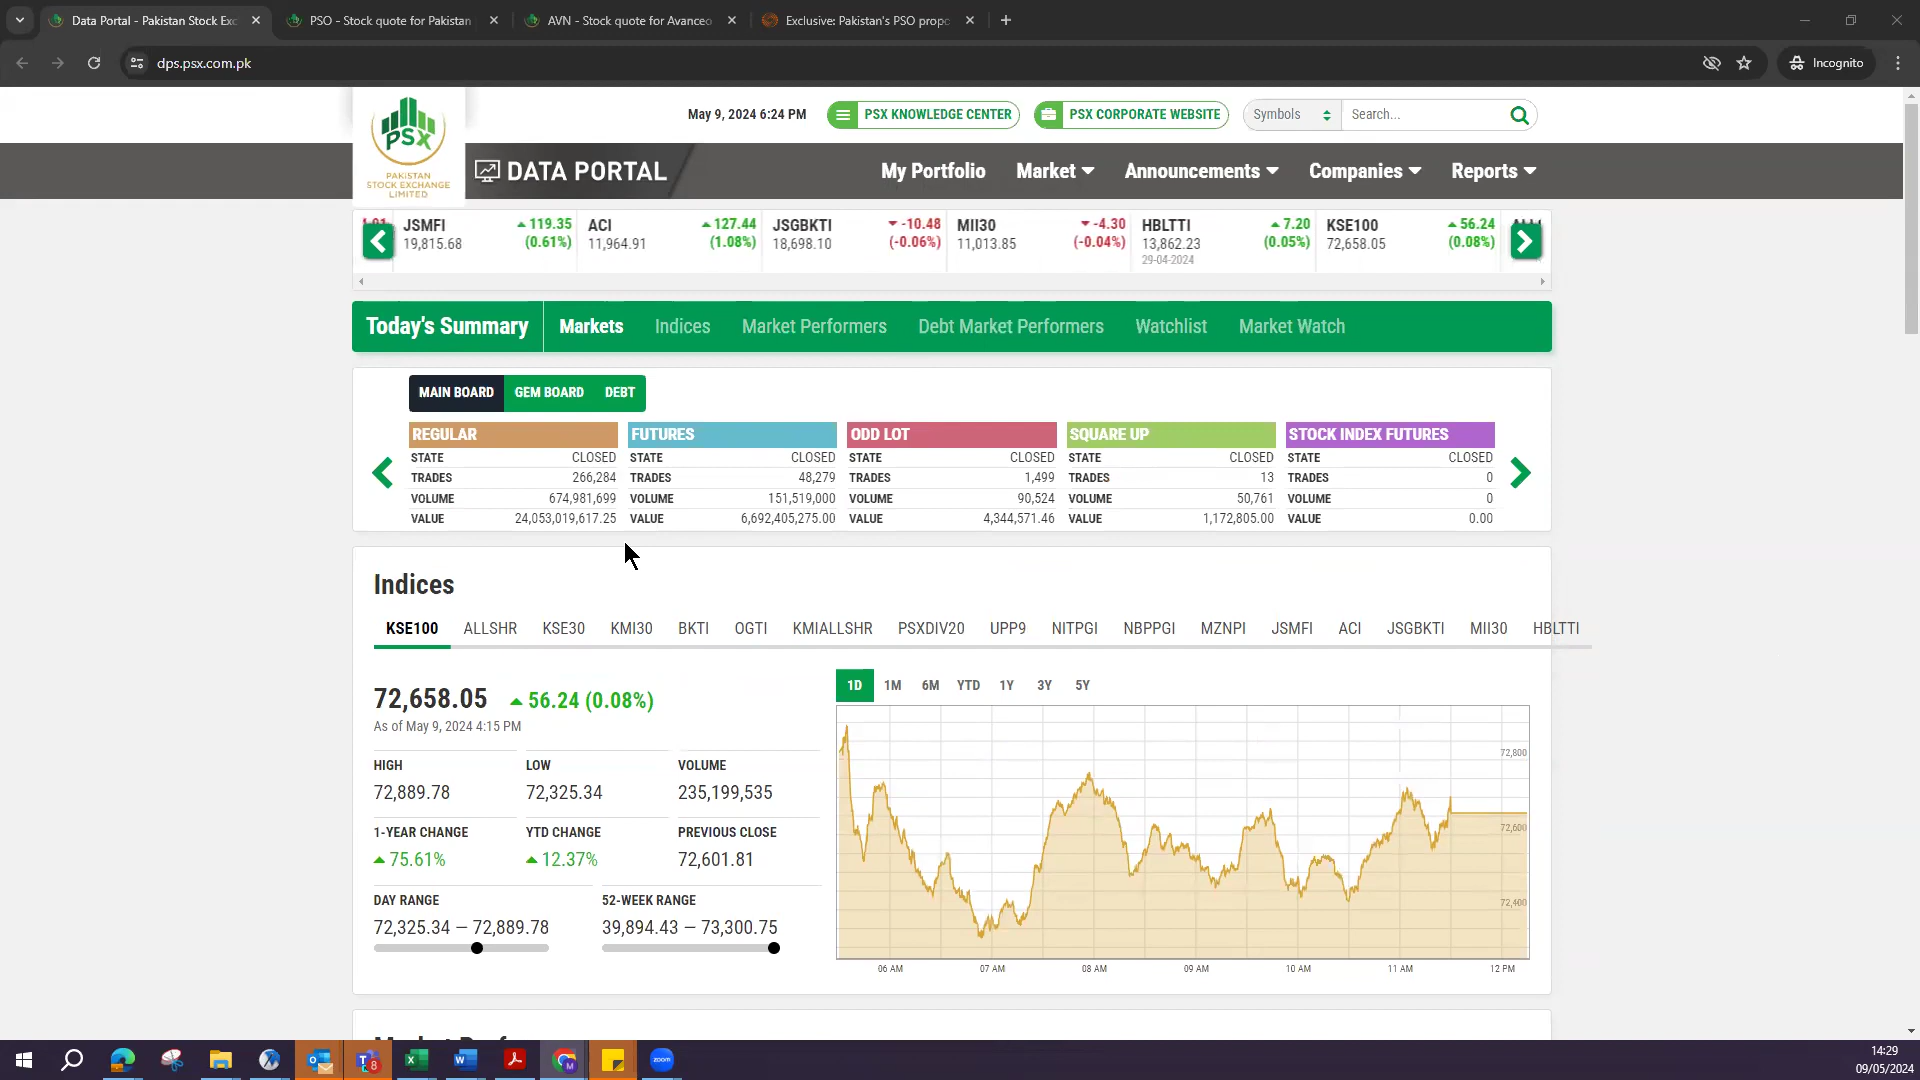 Data Portal - Pakistan Stock Exc
PSO - Stock quote for Pakistan
AVN - Stock quote for Avanceo
Exclusive: Pakistan's PSO propo
dps.psx.com.pk
Incognito
PSX
PAKISTAN
STOCK EXCHANGE
LIMITED
May 9, 2024 6:24 PM
PSX KNOWLEDGE CENTER
PSX CORPORATE WEBSITE
Symbols
Search...
DATA PORTAL
My Portfolio
Market
Announcements
Companies
Reports
JSMFI 119.35
19,815.68 (0.61%)
ACI 127.44
11,964.91 (1.08%)
JSGBKTI -10.48
18,698.10 (-0.06%)
MII30 -4.30
11,013.85 (-0.04%)
HBLTTI 7.20
13,862.23 (0.05%)
29-04-2024
KSE100 56.24
72,658.05 (0.08%)
Today's Summary
Markets
Indices
Market Performers
Debt Market Performers
Watchlist
Market Watch
MAIN BOARD GEM BOARD DEBT
REGULAR
STATE CLOSED
TRADES 266,284
VOLUME 674,981,699
VALUE 24,053,019,617.25
FUTURES
STATE CLOSED
TRADES 48,279
VOLUME 151,519,000
VALUE 6,692,405,275.00
ODD LOT
STATE CLOSED
TRADES 1,499
VOLUME 90,524
VALUE 4,344,571.46
SQUARE UP
STATE CLOSED
TRADES 13
VOLUME 50,761
VALUE 1,172,805.00
STOCK INDEX FUTURES
STATE CLOSED
TRADES 0
VOLUME 0
VALUE 0.00
Indices
KSE100 ALLSHR KSE30 KMI30 BKTI OGTI KMIALLSHR PSXDIV20 UPP9 NITPGI NBPPGI MZNPI JSMFI ACI JSGBKTI MII30 HBLTTI
72,658.05 56.24 (0.08%)
As of May 9, 2024 4:15 PM
HIGH LOW VOLUME
72,889.78 72,325.34 235,199,535
1-YEAR CHANGE YTD CHANGE PREVIOUS CLOSE
75.61% 12.37% 72,601.81
DAY RANGE 52-WEEK RANGE
72,325.34 — 72,889.78 39,894.43 — 73,300.75
1D 1M 6M YTD 1Y 3Y 5Y
72,800
72,600
72,400
06 AM 07 AM 08 AM 09 AM 10 AM 11 AM 12 PM
8
M
zoom
14:29
09/05/2024